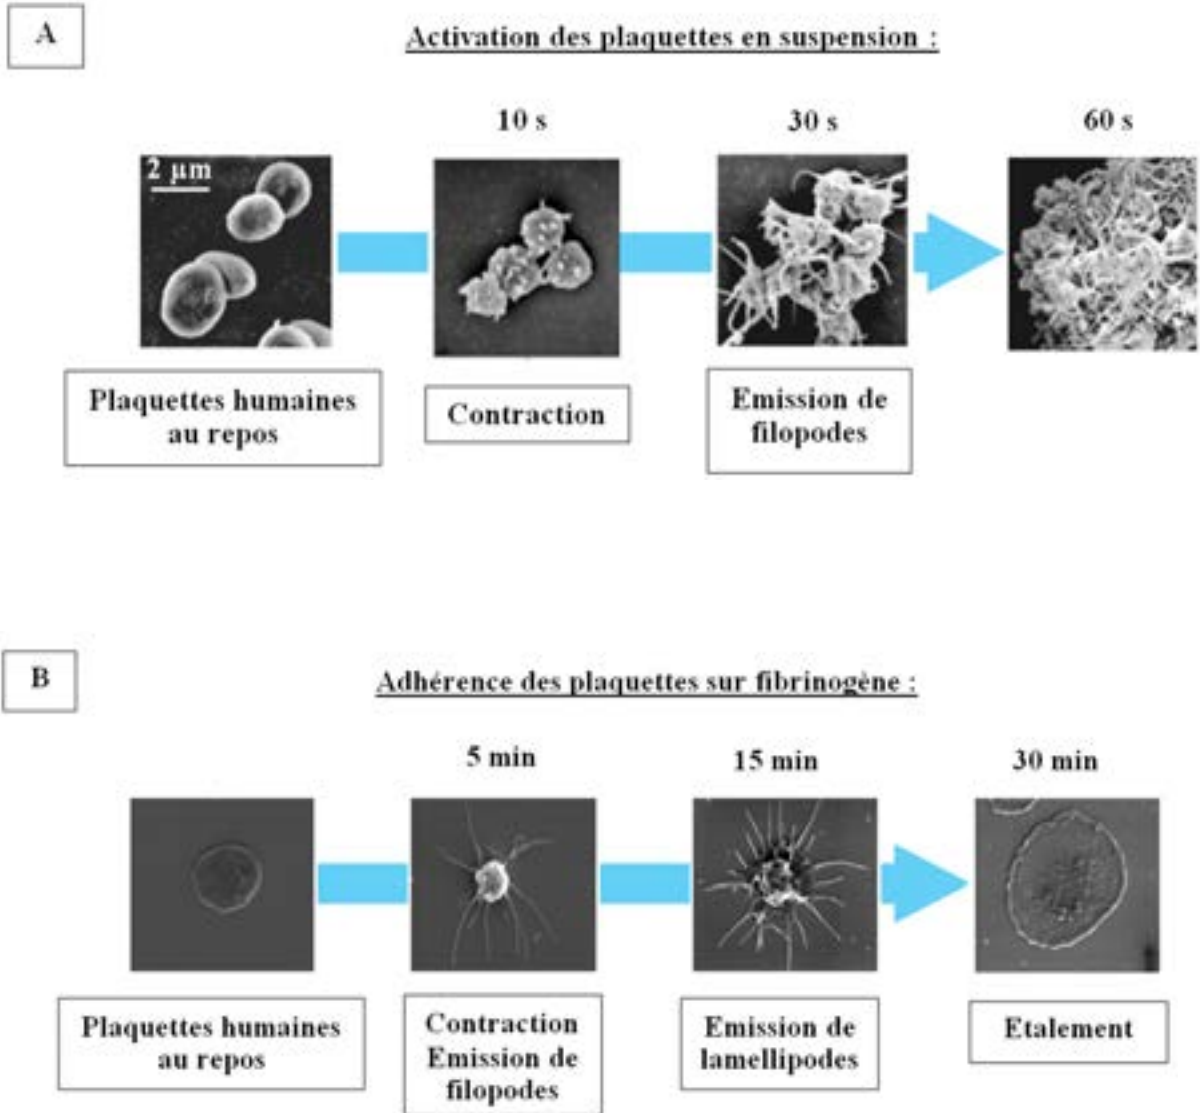 A
Activation des plaquettes en suspension :
10 s
30 s
60 s
2 µm
Plaquettes humaines
au repos
Contraction
Emission de
filopodes
B
Adhérence des plaquettes sur fibrinogène :
5 min
15 min
30 min
Plaquettes humaines
au repos
Contraction
Emission de
filopodes
Emission de
lamellipodes
Etalement